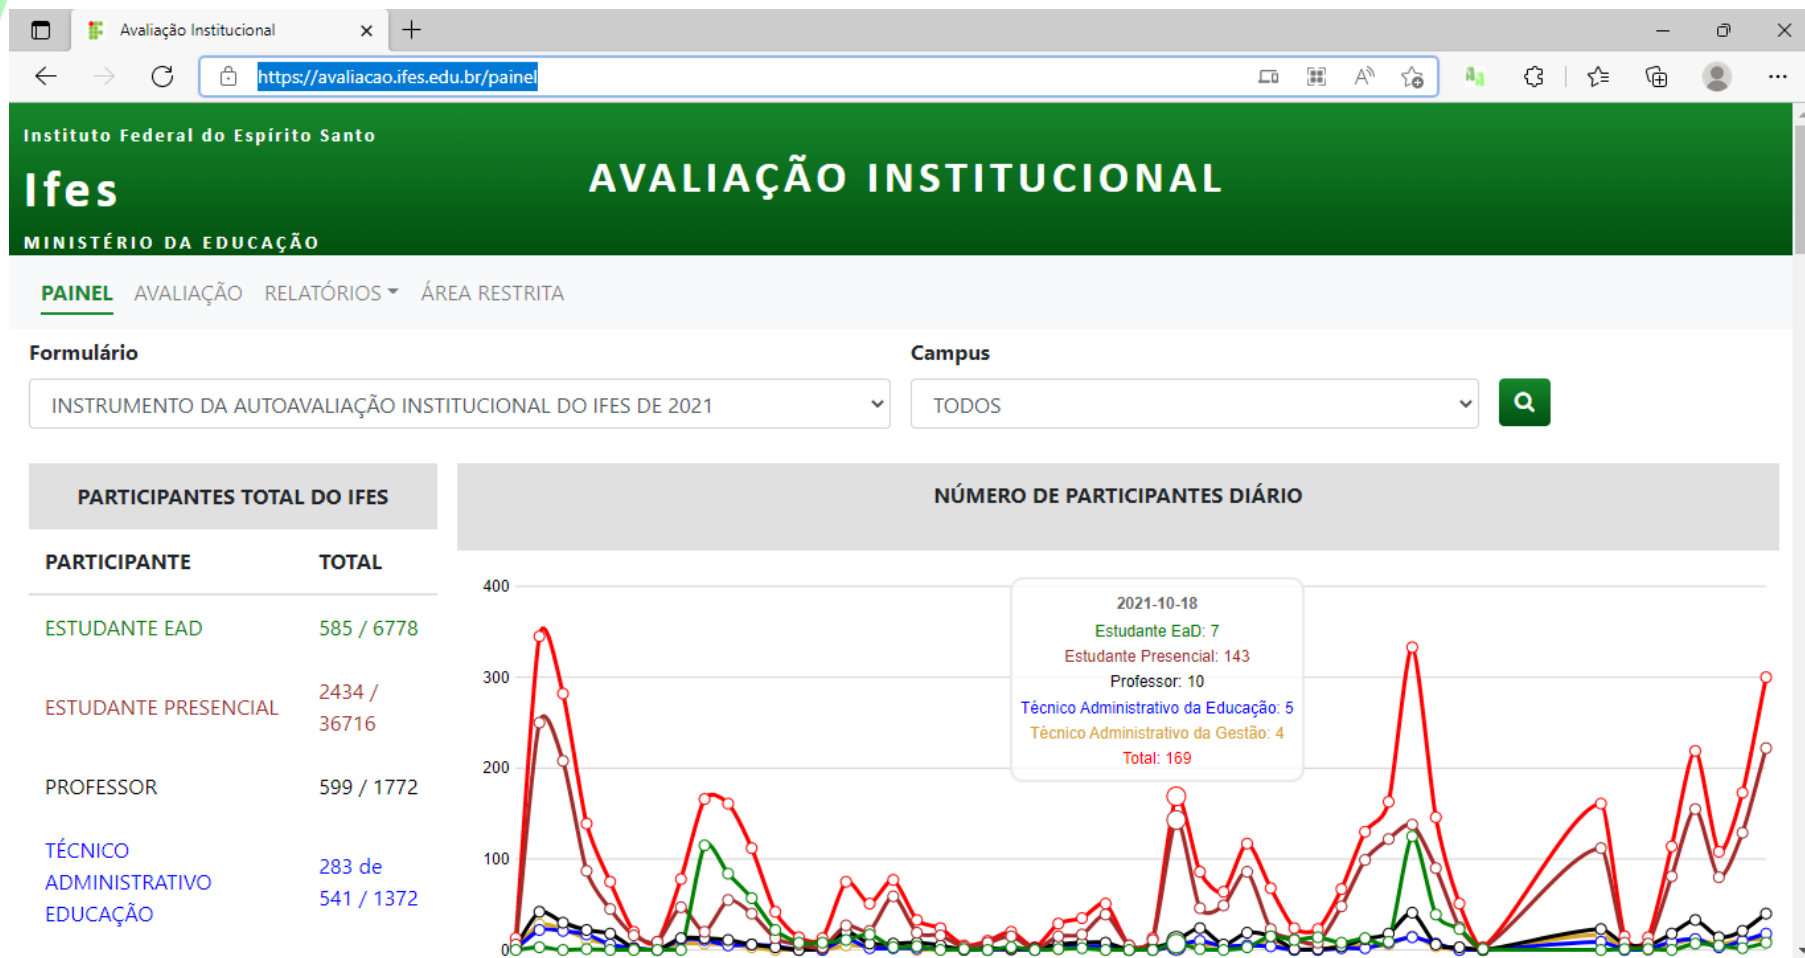 Avaliação Institucional
https://avaliacao.ifes.edu.br/painel
Instituto Federal do Espírito Santo
Ifes
MINISTÉRIO DA EDUCAÇÃO
AVALIAÇÃO INSTITUCIONAL
PAINEL AVALIAÇÃO RELATÓRIOS ÁREA RESTRITA
Formulário
INSTRUMENTO DA AUTOAVALIAÇÃO INSTITUCIONAL DO IFES DE 2021
Campus
TODOS
PARTICIPANTES TOTAL DO IFES
PARTICIPANTE TOTAL
ESTUDANTE EAD 585 / 6778
ESTUDANTE PRESENCIAL 2434 /
36716
PROFESSOR 599 / 1772
TÉCNICO
ADMINISTRATIVO
EDUCAÇÃO
283 de
541 / 1372
NÚMERO DE PARTICIPANTES DIÁRIO
400
300
200
100
0
2021-10-18
Estudante EaD: 7
Estudante Presencial: 143
Professor: 10
Técnico Administrativo da Educação: 5
Técnico Administrativo da Gestão: 4
Total: 169